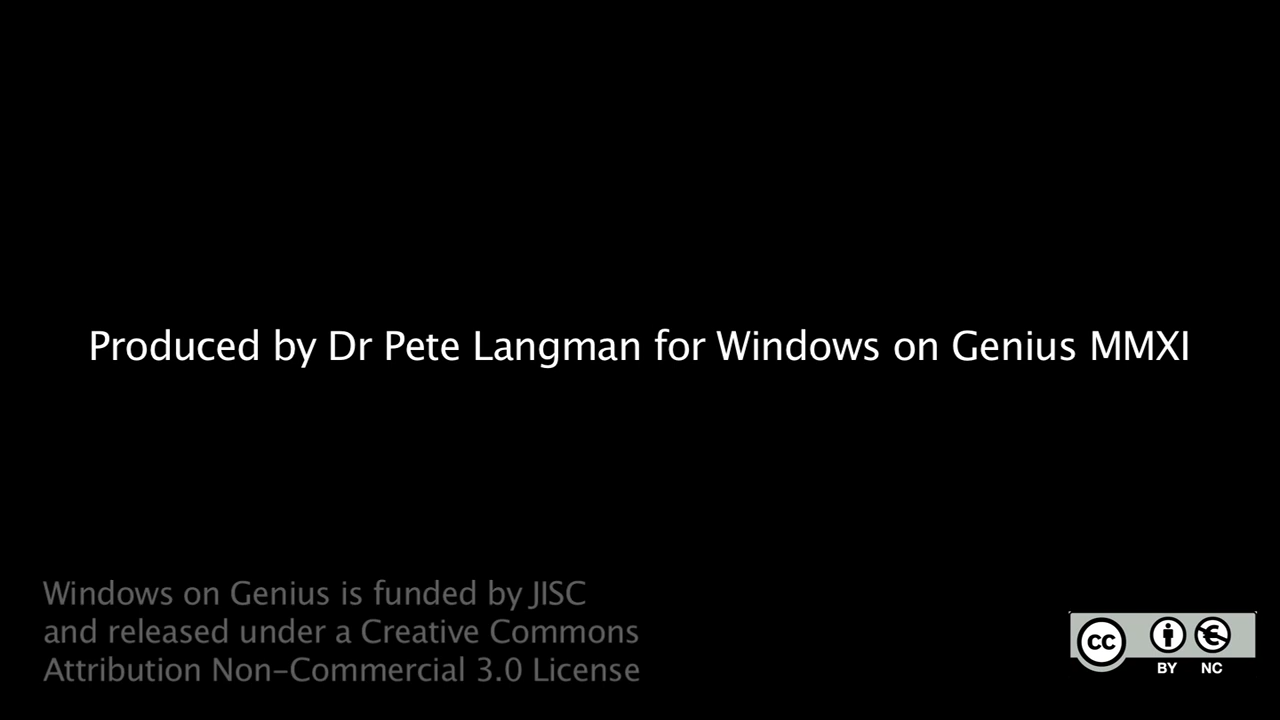 Produced by Dr Pete Langman for Windows on Genius MMXI
Windows on Genius is funded by JISC
and released under a Creative Commons
Attribution Non-Commercial 3.0 License
cc
BY NC